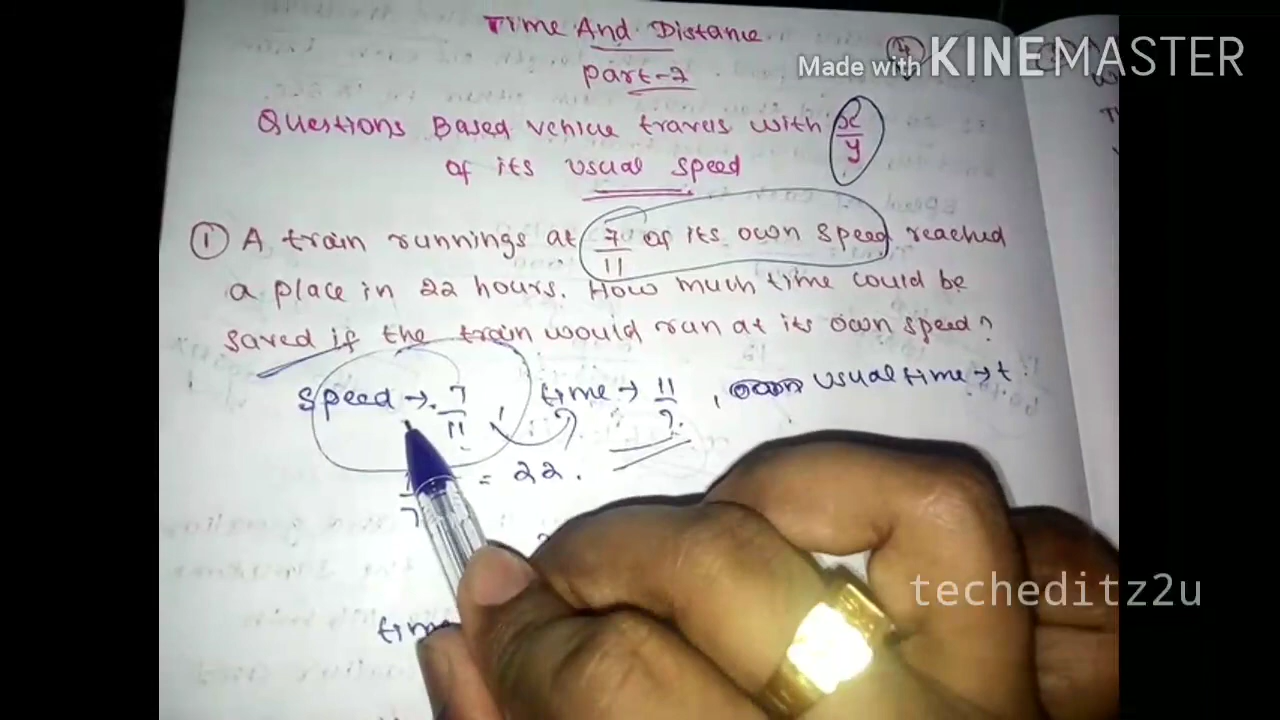 Time And Distance
Part-7
Made with KINEMASTER
Questions Based vehicle travels with x/y
of its usual speed
① A train runnings at 7/11 of its own speed reached
a place in 22 hours. How much time could be
saved if the train would run at its own speed?
speed → 7/11, time → 11/7, usual time → t
= 22.
time
techeditz2u